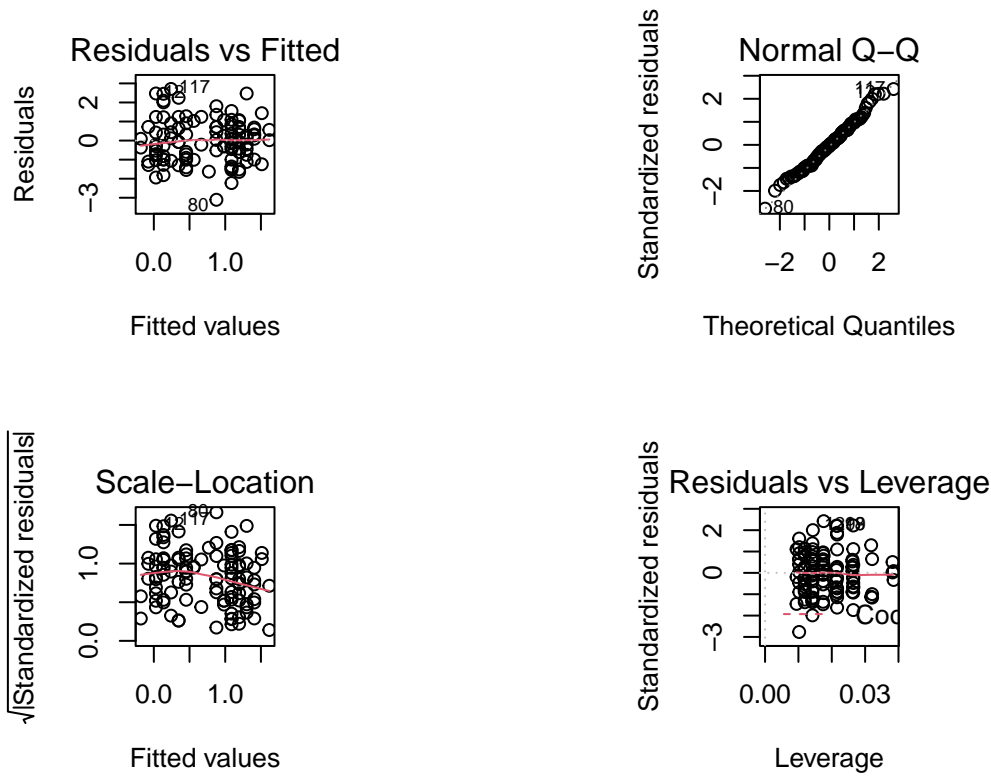 Residuals vs Fitted
Residuals
2
0
−3
117
80
0.0 1.0
Fitted values
Normal Q−Q
Standardized residuals
2
0
−2
117
80
−2 0 2
Theoretical Quantiles
Scale−Location
√|Standardized residuals|
1.0
0.0
80
117
0.0 1.0
Fitted values
Residuals vs Leverage
Standardized residuals
2
0
−3
Coo
0.00 0.03
Leverage